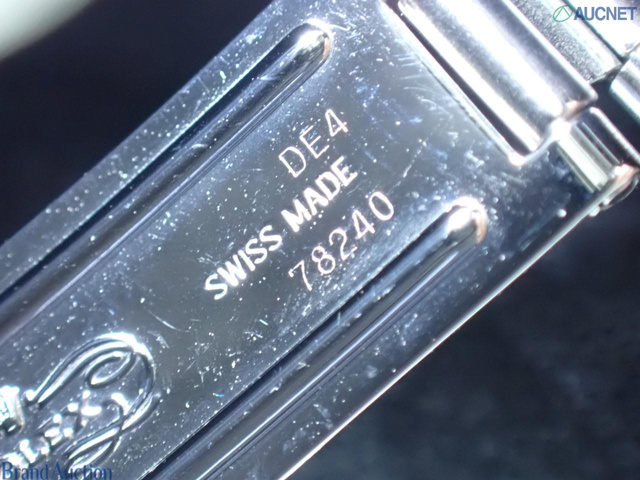 AUCNET
DE4
SWISS MADE
78240
Brand Auction